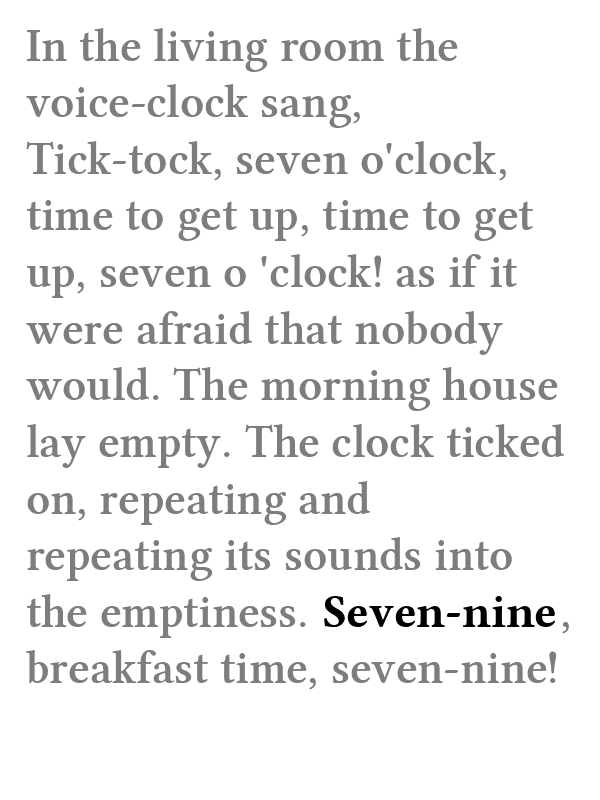 In the living room the
voice-clock sang,
Tick-tock, seven o'clock,
time to get up, time to get
up, seven o 'clock! as if it
were afraid that nobody
would. The morning house
lay empty. The clock ticked
on, repeating and
repeating its sounds into
the emptiness. Seven-nine,
breakfast time, seven-nine!